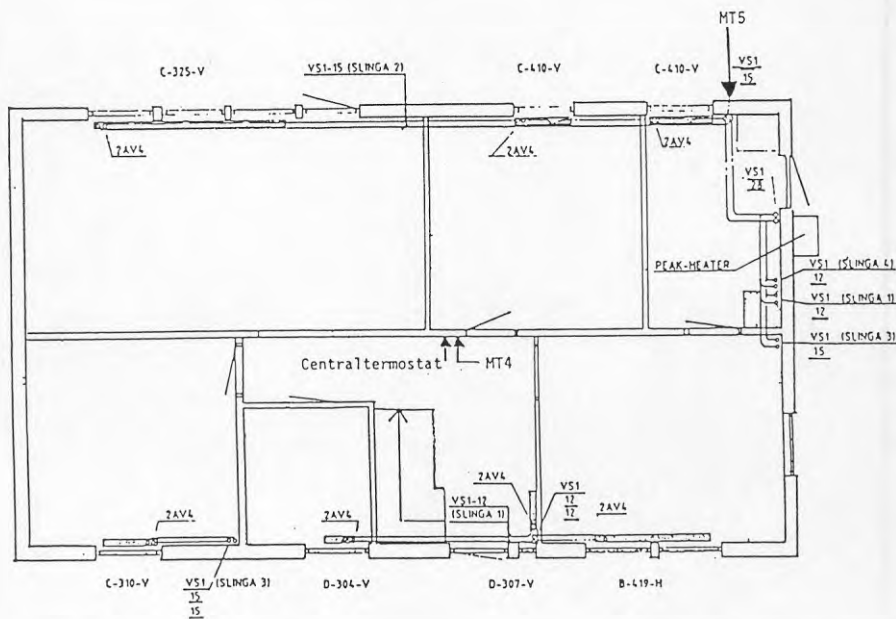 MT5
C-325-V
VS1-15 (SLINGA 2)
C-410-V
C-410-V
VS1
15
2AV4
2AV4
2AV4
VS1
28
PEAK-HEATER
VS1 (SLINGA 4)
12
VS1 (SLINGA 1)
12
VS1 (SLINGA 3)
15
Centraltermostat
MT4
2AV4
2AV4
VS1-12
(SLINGA 1)
2AV4
VS1
12
12
2AV4
C-310-V
VS1 (SLINGA 3)
15
15
D-304-V
D-307-V
B-419-H